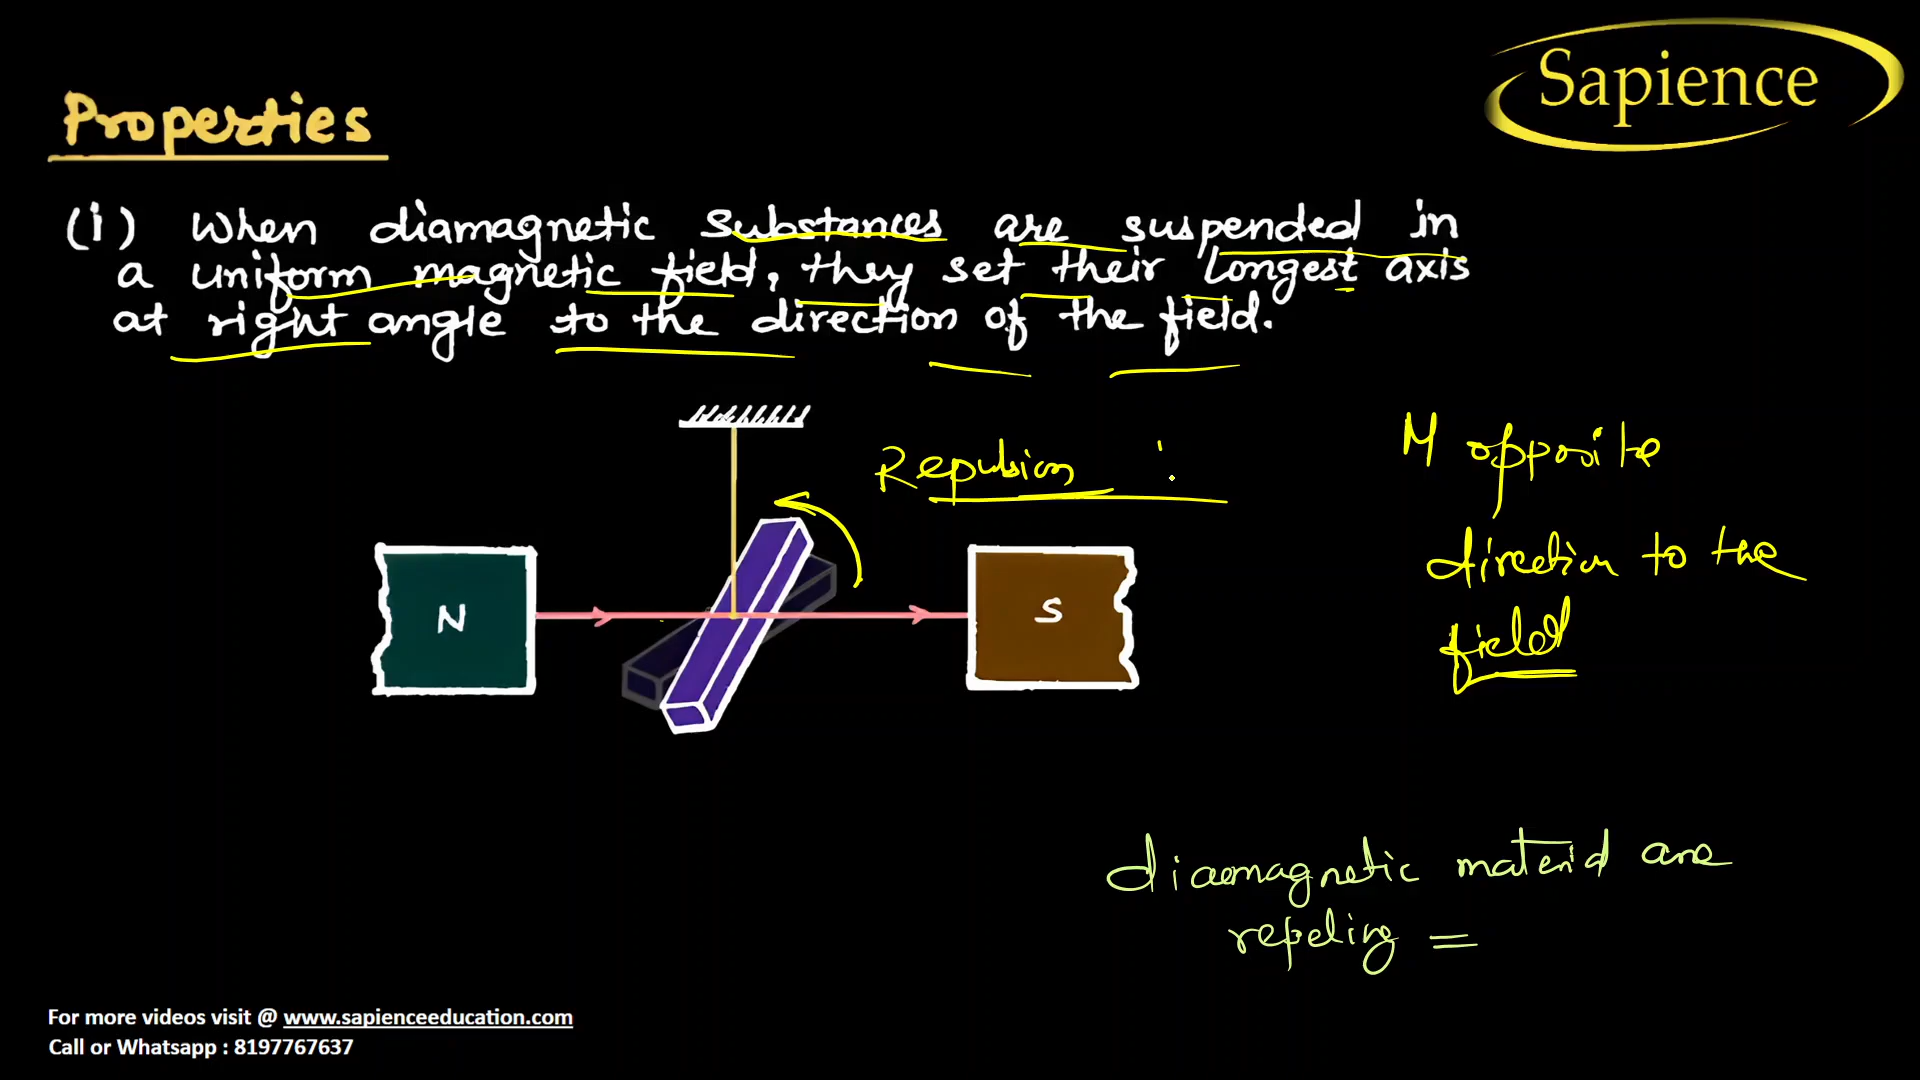 Sapience
Properties
(i) When diamagnetic substances are suspended in
a uniform magnetic field, they set their longest axis
at right angle to the direction of the field.
Repulsion :
M opposite
direction to the
field
N
S
diamagnetic material are
repeling =
For more videos visit @ www.sapienceeducation.com
Call or Whatsapp : 8197767637